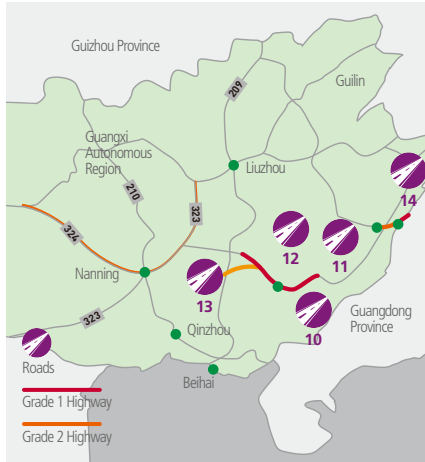 Guizhou Province
Guilin
209
Guangxi
Autonomous
Region
Liuzhou
210
323
14
324
12
11
Nanning
13
10
Guangdong
Province
323
Qinzhou
Roads
Beihai
Grade 1 Highway
Grade 2 Highway